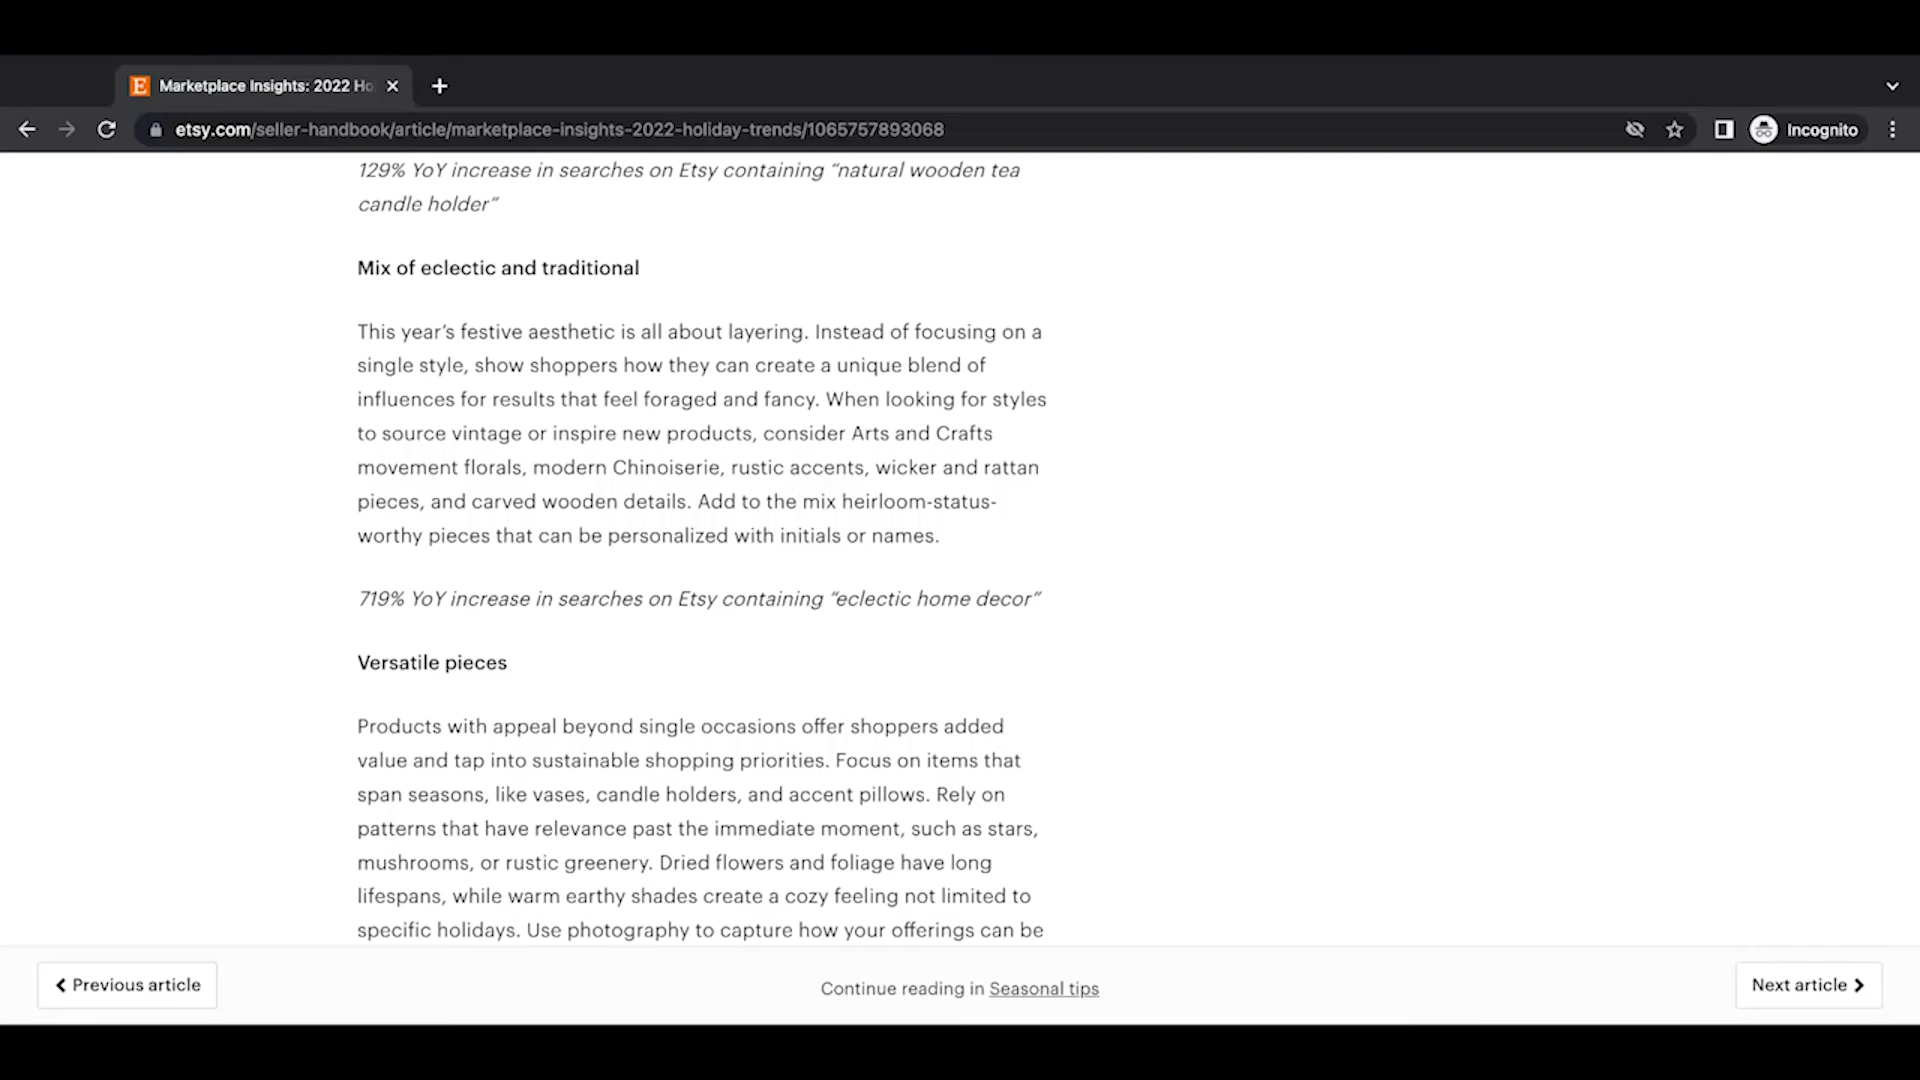 Marketplace Insights: 2022 Ho
etsy.com/seller-handbook/article/marketplace-insights-2022-holiday-trends/1065757893068
Incognito
129% YoY increase in searches on Etsy containing “natural wooden tea
candle holder”
Mix of eclectic and traditional
This year’s festive aesthetic is all about layering. Instead of focusing on a
single style, show shoppers how they can create a unique blend of
influences for results that feel foraged and fancy. When looking for styles
to source vintage or inspire new products, consider Arts and Crafts
movement florals, modern Chinoiserie, rustic accents, wicker and rattan
pieces, and carved wooden details. Add to the mix heirloom-status-
worthy pieces that can be personalized with initials or names.
719% YoY increase in searches on Etsy containing “eclectic home decor”
Versatile pieces
Products with appeal beyond single occasions offer shoppers added
value and tap into sustainable shopping priorities. Focus on items that
span seasons, like vases, candle holders, and accent pillows. Rely on
patterns that have relevance past the immediate moment, such as stars,
mushrooms, or rustic greenery. Dried flowers and foliage have long
lifespans, while warm earthy shades create a cozy feeling not limited to
specific holidays. Use photography to capture how your offerings can be
Previous article
Continue reading in Seasonal tips
Next article